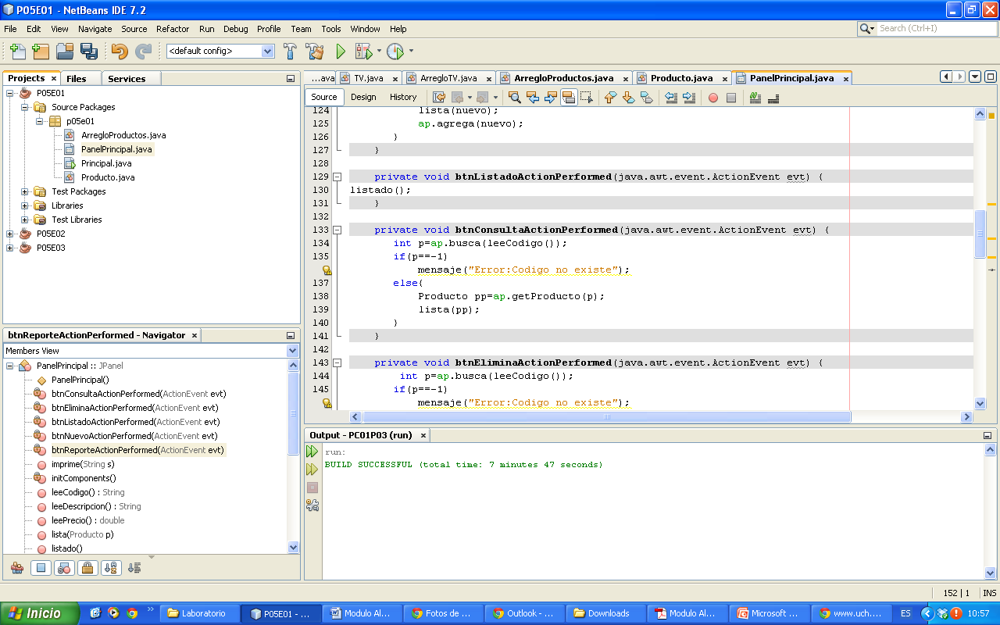 P05E01 - NetBeans IDE 7.2
File Edit View Navigate Source Refactor Run Debug Profile Team Tools Window Help
Search (Ctrl+I)
<default config>
Projects Files Services
P05E01
Source Packages
p05e01
ArregloProductos.java
PanelPrincipal.java
Principal.java
Producto.java
Test Packages
Libraries
Test Libraries
P05E02
P05E03
btnReporteActionPerformed - Navigator
Members View
PanelPrincipal :: JPanel
PanelPrincipal()
btnConsultaActionPerformed(ActionEvent evt)
btnEliminaActionPerformed(ActionEvent evt)
btnListadoActionPerformed(ActionEvent evt)
btnNuevoActionPerformed(ActionEvent evt)
btnReporteActionPerformed(ActionEvent evt)
imprime(String s)
initComponents()
leeCodigo() : String
leeDescripcion() : String
leePrecio() : double
lista(Producto p)
listado()
...ava TV.java ArregloTV.java ArregloProductos.java Producto.java PanelPrincipal.java
Source Design History
124 lista(nuevo);
125 ap.agrega(nuevo);
126 }
127 }
128
129 private void btnListadoActionPerformed(java.awt.event.ActionEvent evt) {
130 listado();
131 }
132
133 private void btnConsultaActionPerformed(java.awt.event.ActionEvent evt) {
134 int p=ap.busca(leeCodigo());
135 if(p==-1)
mensaje("Error:Codigo no existe");
137 else{
138 Producto pp=ap.getProducto(p);
139 lista(pp);
140 }
141 }
142
143 private void btnEliminaActionPerformed(java.awt.event.ActionEvent evt) {
144 int p=ap.busca(leeCodigo());
145 if(p==-1)
mensaje("Error:Codigo no existe");
Output - PC01P03 (run)
run:
BUILD SUCCESSFUL (total time: 7 minutes 47 seconds)
152 | 1 INS
Inicio
Laboratorio
P05E01 - ...
Modulo Al...
Fotos de ...
Outlook - ...
Downloads
Modulo Al...
Microsoft ...
www.uch....
ES
10:57